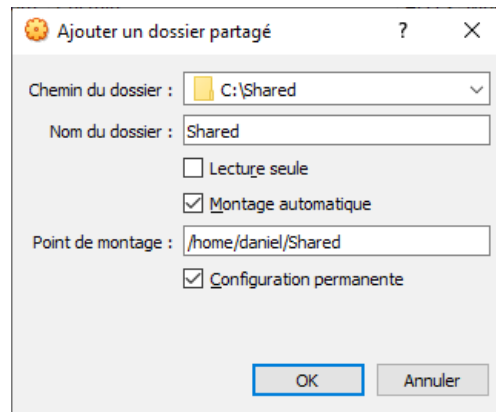 Ajouter un dossier partagé
Chemin du dossier : C:\Shared
Nom du dossier : Shared
Lecture seule
Montage automatique
Point de montage : /home/daniel/Shared
Configuration permanente
OK Annuler